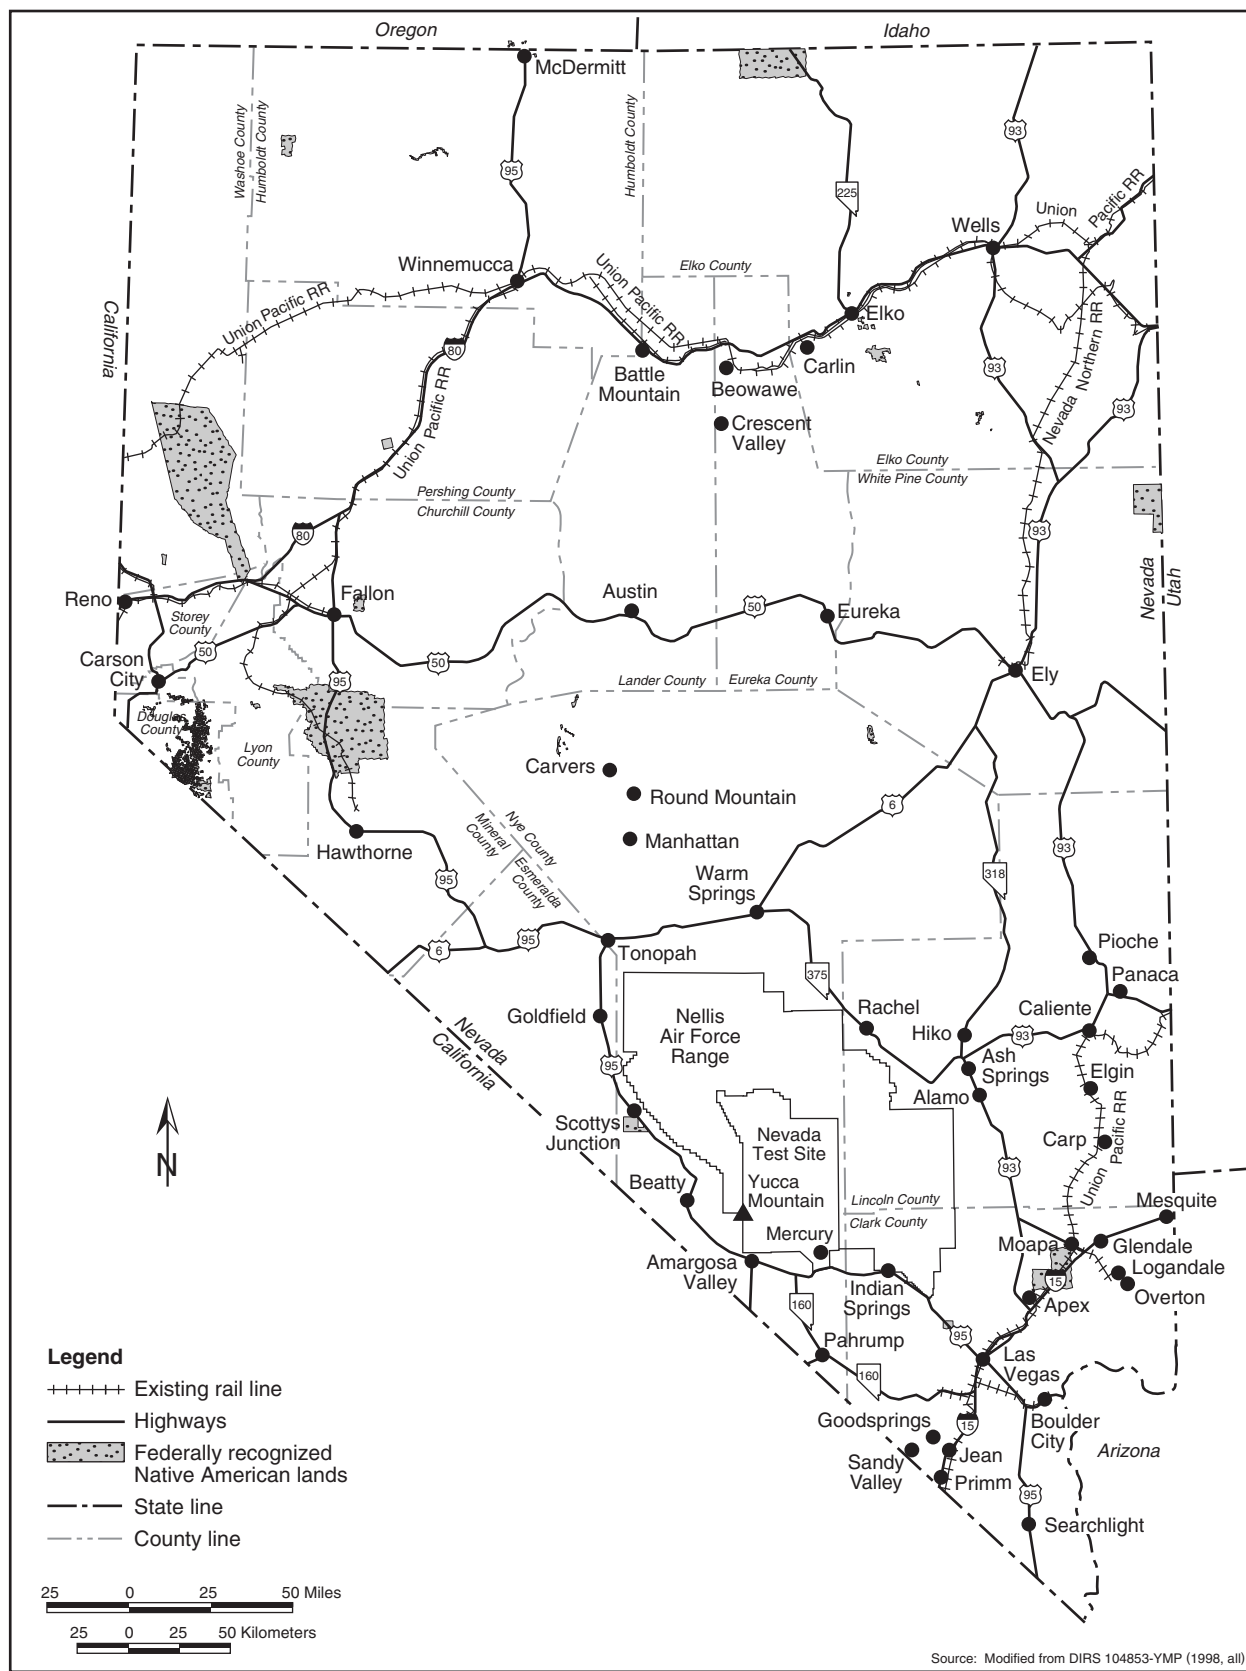 Oregon
Idaho
McDermitt
Washoe County
Humboldt County
Humboldt County
95
93
225
Wells
Union
Pacific RR
Winnemucca
Union Pacific RR
Elko County
Union Pacific RR
California
Elko
80
Battle
Mountain
Beowawe
Carlin
93
Nevada Northern RR
93
Crescent
Valley
Union Pacific RR
Elko County
White Pine County
Pershing County
Churchill County
80
93
Nevada
Utah
Reno
Fallon
Austin
50
Eureka
Storey
County
50
50
Carson
City
95
Ely
Lander County
Eureka County
Douglas
County
Lyon
County
Carvers
Round Mountain
6
Manhattan
Nye County
Mineral
County
Esmeralda
County
Hawthorne
93
Warm
Springs
318
95
95
6
Tonopah
Pioche
Panaca
375
Rachel
Caliente
Goldfield
Nellis
Air Force
Range
Hiko
93
Nevada
California
95
Ash
Springs
Elgin
Alamo
Scottys
Junction
Nevada
Test Site
Carp
Union
Pacific RR
93
Beatty
Yucca
Mountain
Lincoln County
Clark County
Mesquite
Mercury
Moapa
Glendale
Logandale
Amargosa
Valley
Indian
Springs
15
Overton
160
Apex
95
Pahrump
Las
Vegas
160
Goodsprings
15
Boulder
City
Arizona
Sandy
Valley
Jean
Primm
95
Searchlight
N
Legend
Existing rail line
Highways
Federally recognized
Native American lands
State line
County line
25 0 25 50 Miles
25 0 25 50 Kilometers
Source: Modified from DIRS 104853-YMP (1998, all)